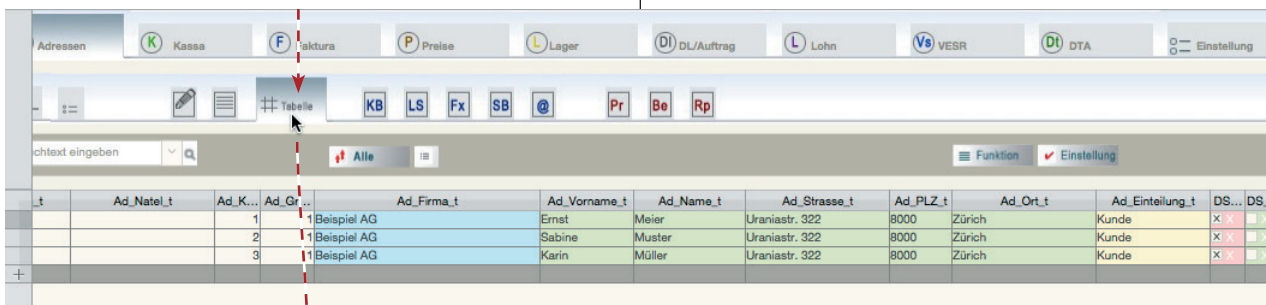 Adressen K Kassa F Faktura P Preise L Lager Dl DL/Auftrag L Lohn Vs VESR Dt DTA Einstellung
Tabelle KB LS Fx SB @ Pr Be Rp
chtext eingeben Alle Funktion Einstellung
_t Ad_Natel_t Ad_K... Ad_Gr... Ad_Firma_t Ad_Vorname_t Ad_Name_t Ad_Strasse_t Ad_PLZ_t Ad_Ort_t Ad_Einteilung_t DS... DS_
1 1 Beispiel AG Ernst Meier Uraniastr. 322 8000 Zürich Kunde X X
2 1 Beispiel AG Sabine Muster Uraniastr. 322 8000 Zürich Kunde X X
3 1 Beispiel AG Karin Müller Uraniastr. 322 8000 Zürich Kunde X X
+